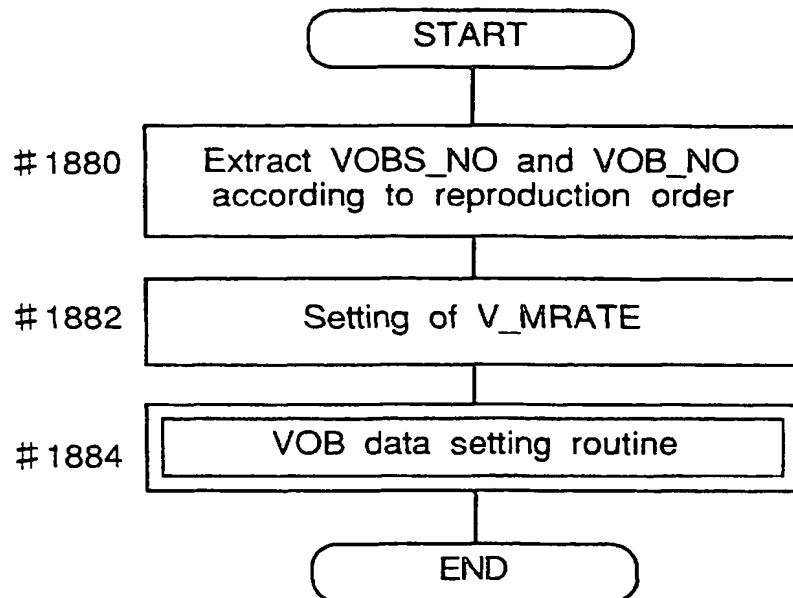 START
#1880
Extract VOBS_NO and VOB_NO
according to reproduction order
#1882
Setting of V_MRATE
#1884
VOB data setting routine
END